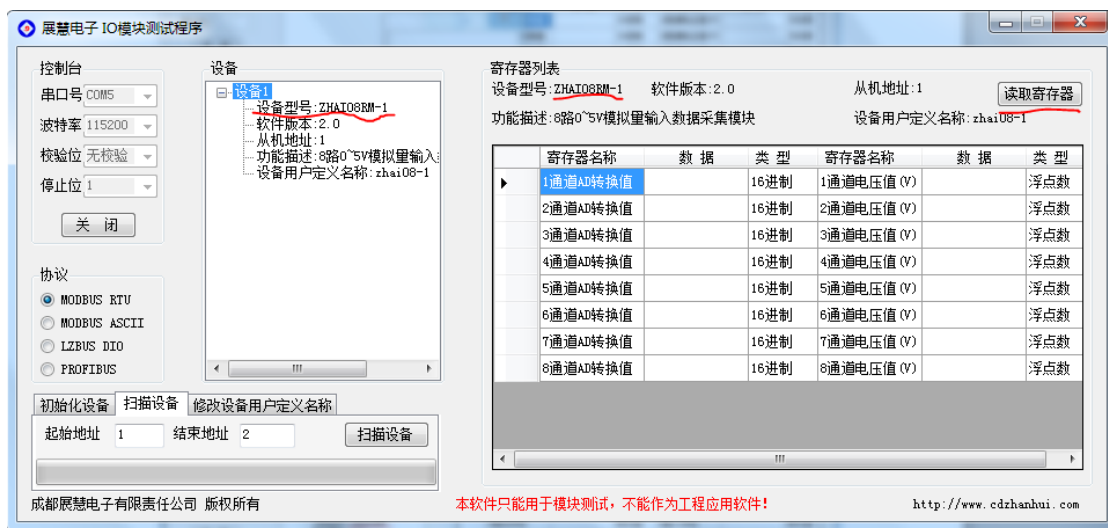 展慧电子 IO模块测试程序
控制台
串口号 COM5
波特率 115200
校验位 无校验
停止位 1
关 闭
协议
MODBUS RTU
MODBUS ASCII
LZBUS DIO
PROFIBUS
设备
设备1
设备型号:ZHAIO8RM-1
软件版本:2.0
从机地址:1
功能描述:8路0~5V模拟量输入
设备用户定义名称:zhai08-1
初始化设备 扫描设备 修改设备用户定义名称
起始地址 1 结束地址 2 扫描设备
寄存器列表
设备型号:ZHAIO8RM-1 软件版本:2.0 从机地址:1 读取寄存器
功能描述:8路0~5V模拟量输入数据采集模块 设备用户定义名称:zhai08-1
寄存器名称 数 据 类 型 寄存器名称 数 据 类 型
1通道AD转换值 16进制 1通道电压值(V) 浮点数
2通道AD转换值 16进制 2通道电压值(V) 浮点数
3通道AD转换值 16进制 3通道电压值(V) 浮点数
4通道AD转换值 16进制 4通道电压值(V) 浮点数
5通道AD转换值 16进制 5通道电压值(V) 浮点数
6通道AD转换值 16进制 6通道电压值(V) 浮点数
7通道AD转换值 16进制 7通道电压值(V) 浮点数
8通道AD转换值 16进制 8通道电压值(V) 浮点数
成都展慧电子有限责任公司 版权所有
本软件只能用于模块测试，不能作为工程应用软件!
http://www.cdzhanhui.com